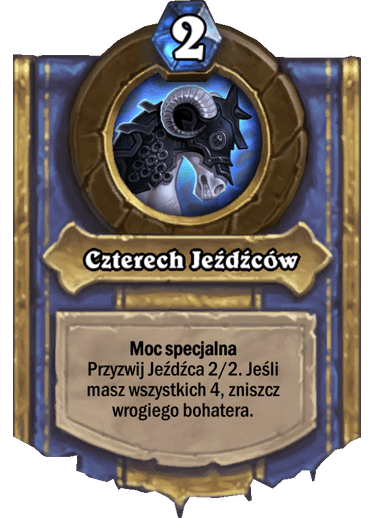 2
Czterech Jeźdźców
Moc specjalna
Przyzwij Jeźdźca 2/2. Jeśli
masz wszystkich 4, zniszcz
wrogiego bohatera.